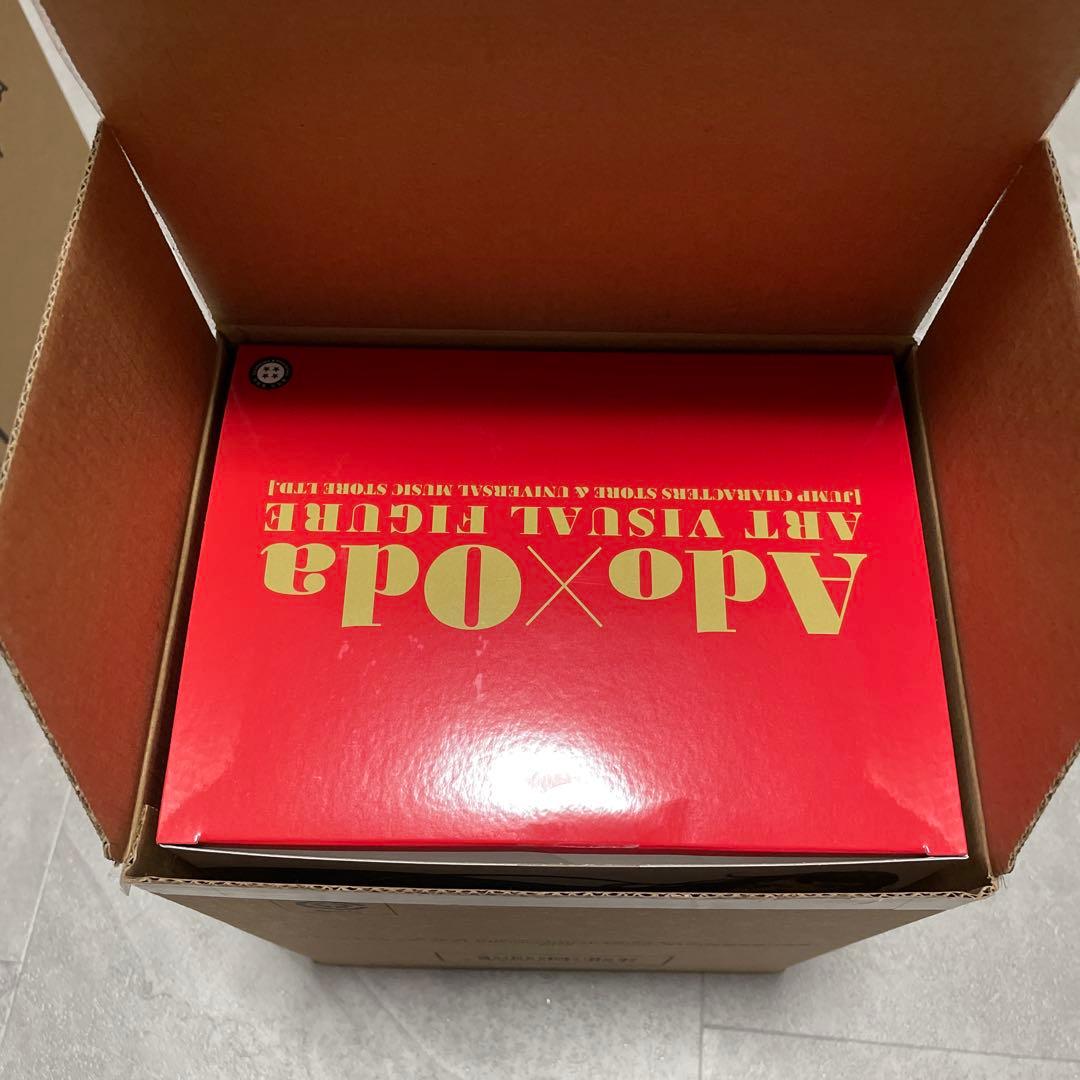 Ado×Oda
ART VISUAL FIGURE
[JUMP CHARACTERS STORE & UNIVERSAL MUSIC STORE LTD.]